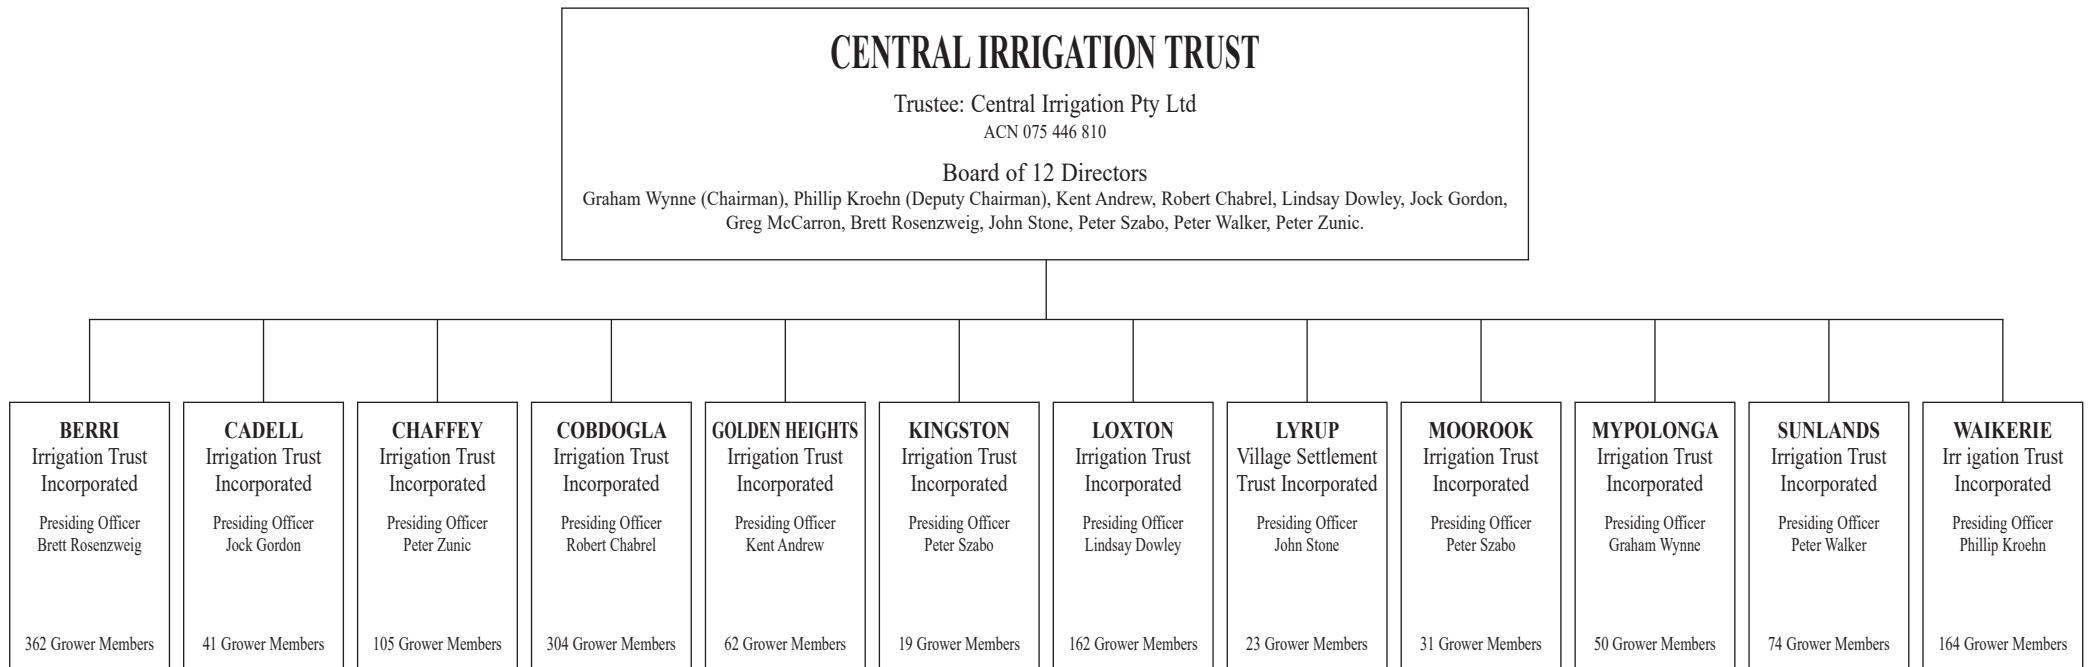 CENTRAL IRRIGATION TRUST
Trustee: Central Irrigation Pty Ltd
ACN 075 446 810
Board of 12 Directors
Graham Wynne (Chairman), Phillip Kroehn (Deputy Chairman), Kent Andrew, Robert Chabrel, Lindsay Dowley, Jock Gordon,
Greg McCarron, Brett Rosenzweig, John Stone, Peter Szabo, Peter Walker, Peter Zunic.
BERRI
Irrigation Trust
Incorporated
Presiding Officer
Brett Rosenzweig
362 Grower Members
CADELL
Irrigation Trust
Incorporated
Presiding Officer
Jock Gordon
41 Grower Members
CHAFFEY
Irrigation Trust
Incorporated
Presiding Officer
Peter Zunic
105 Grower Members
COBDOGLA
Irrigation Trust
Incorporated
Presiding Officer
Robert Chabrel
304 Grower Members
GOLDEN HEIGHTS
Irrigation Trust
Incorporated
Presiding Officer
Kent Andrew
62 Grower Members
KINGSTON
Irrigation Trust
Incorporated
Presiding Officer
Peter Szabo
19 Grower Members
LOXTON
Irrigation Trust
Incorporated
Presiding Officer
Lindsay Dowley
162 Grower Members
LYRUP
Village Settlement
Trust Incorporated
Presiding Officer
John Stone
23 Grower Members
MOOROOK
Irrigation Trust
Incorporated
Presiding Officer
Peter Szabo
31 Grower Members
MYPOLONGA
Irrigation Trust
Incorporated
Presiding Officer
Graham Wynne
50 Grower Members
SUNLANDS
Irrigation Trust
Incorporated
Presiding Officer
Peter Walker
74 Grower Members
WAIKERIE
Irr igation Trust
Incorporated
Presiding Officer
Phillip Kroehn
164 Grower Members